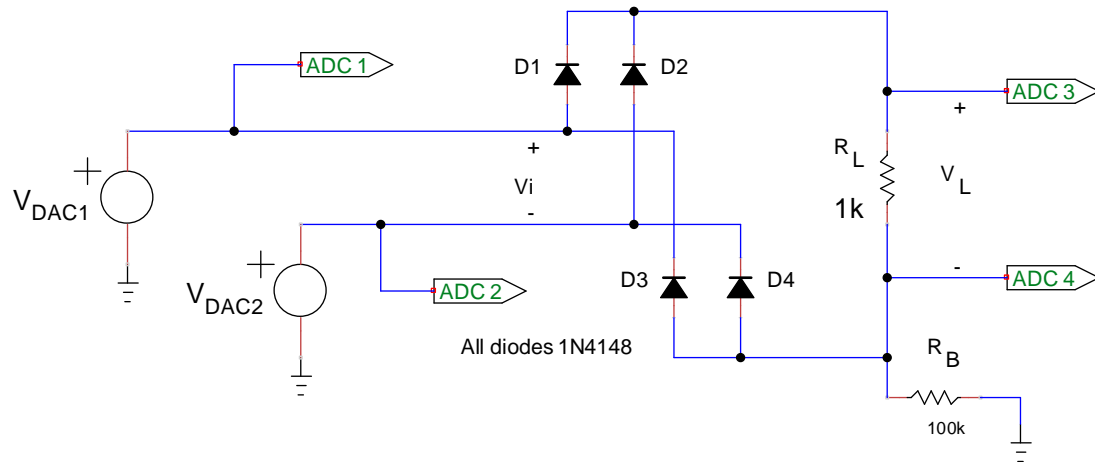 ADC 1
D1
D2
ADC 3
+
+
+
R L
V L
V DAC1
Vi
1k
-
+
D3
D4
-
ADC 4
V DAC2
ADC 2
All diodes 1N4148
R B
100k